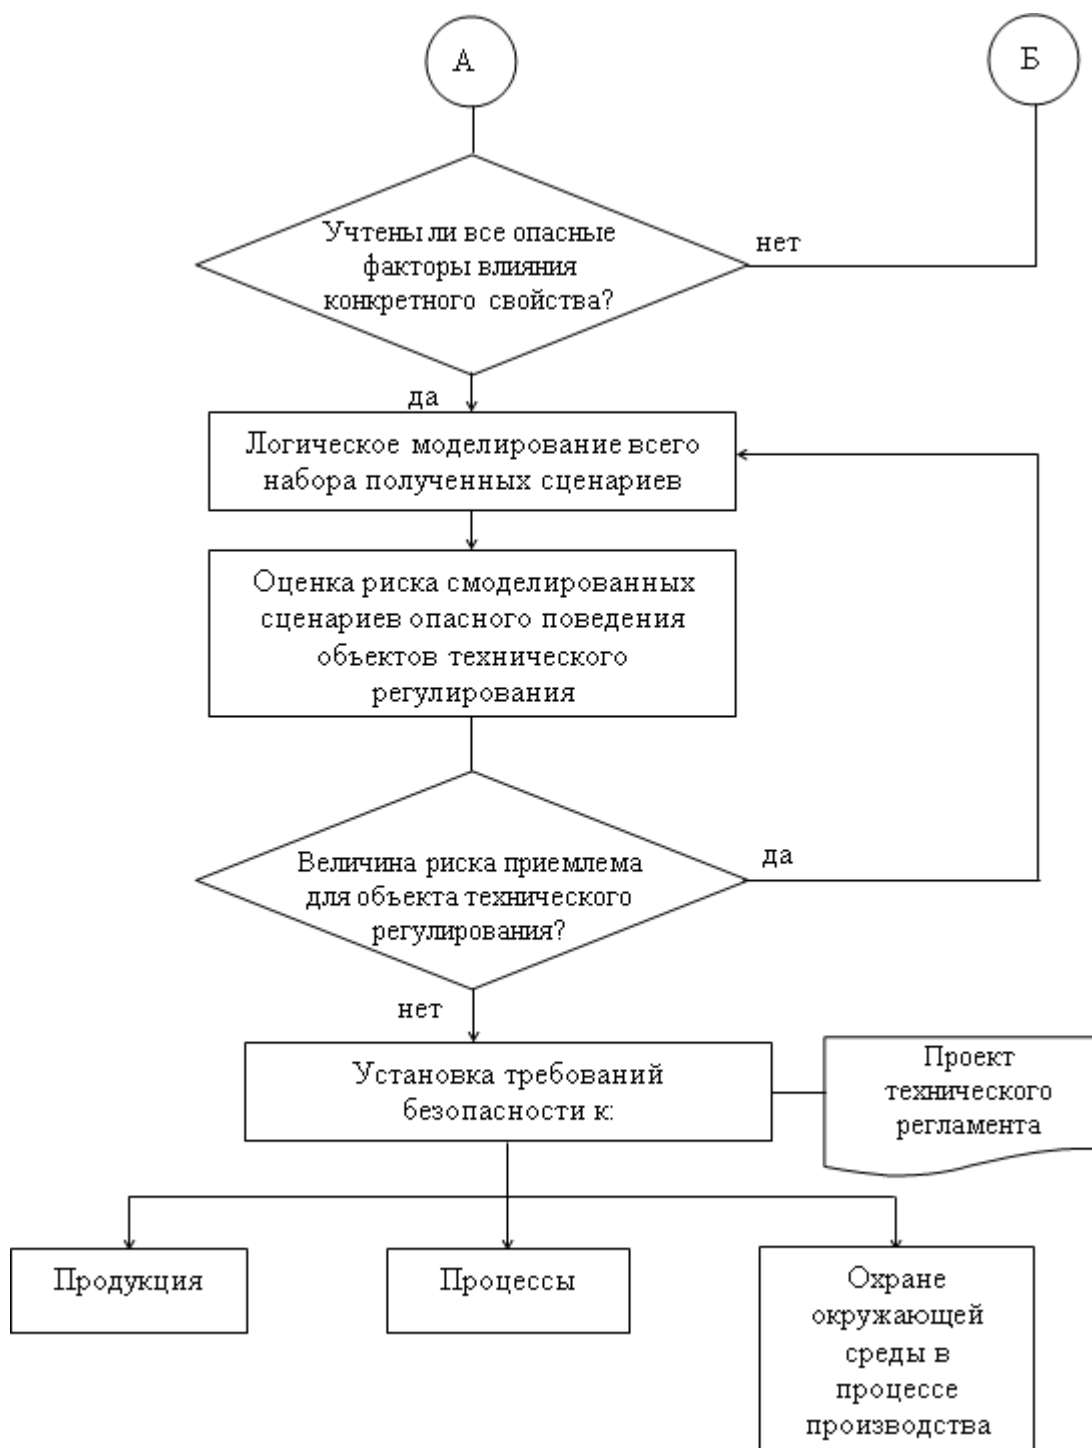 А
Б
Учтены ли все опасные
факторы влияния
конкретного свойства?
нет
да
Логическое моделирование всего
набора полученных сценариев
Оценка риска смоделированных
сценариев опасного поведения
объектов технического
регулирования
Величина риска приемлема
для объекта технического
регулирования?
да
нет
Установка требований
безопасности к:
Проект
технического
регламента
Продукция
Процессы
Охране
окружающей
среды в
процессе
производства